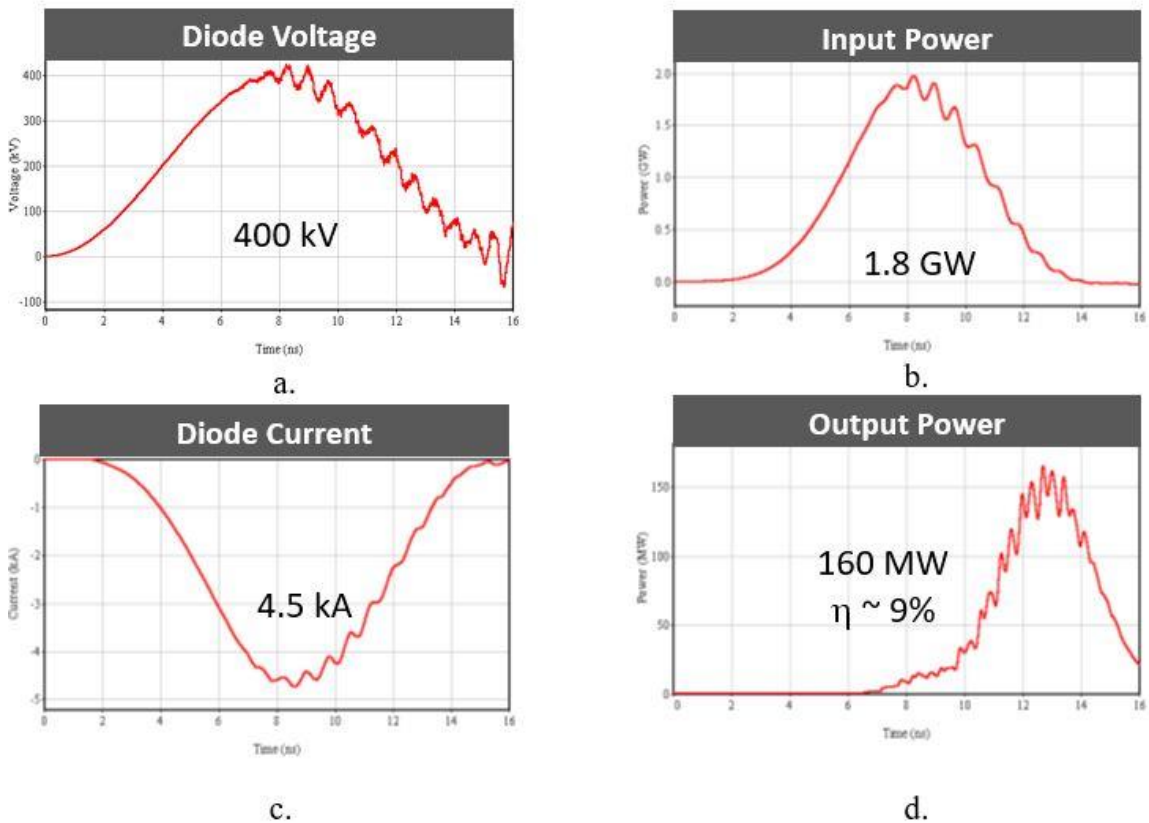 Diode Voltage
400
300
200
100
0
-100
Voltage (kV)
400 kV
0 2 4 6 8 10 12 14 16
Time (ns)
a.
Input Power
2.0
1.5
1.0
0.5
0.0
Power (GW)
1.8 GW
0 2 4 6 8 10 12 14 16
Time (ns)
b.
Diode Current
0
-1
-2
-3
-4
-5
Current (kA)
4.5 kA
0 2 4 6 8 10 12 14 16
Time (ns)
c.
Output Power
150
100
50
0
Power (MW)
160 MW
η ~ 9%
0 2 4 6 8 10 12 14 16
Time (ns)
d.